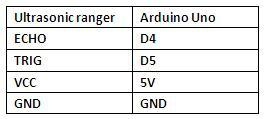 Ultrasonic ranger Arduino Uno
ECHO D4
TRIG D5
VCC 5V
GND GND